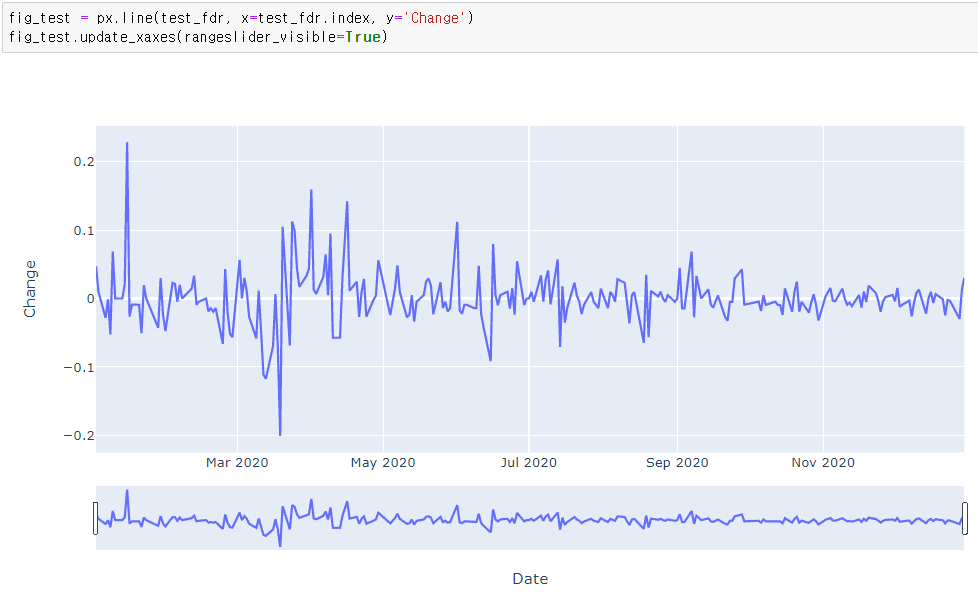 fig_test = px.line(test_fdr, x=test_fdr.index, y='Change')
fig_test.update_xaxes(rangeslider_visible=True)
0.2
0.1
0
−0.1
−0.2
Change
Mar 2020
May 2020
Jul 2020
Sep 2020
Nov 2020
Date